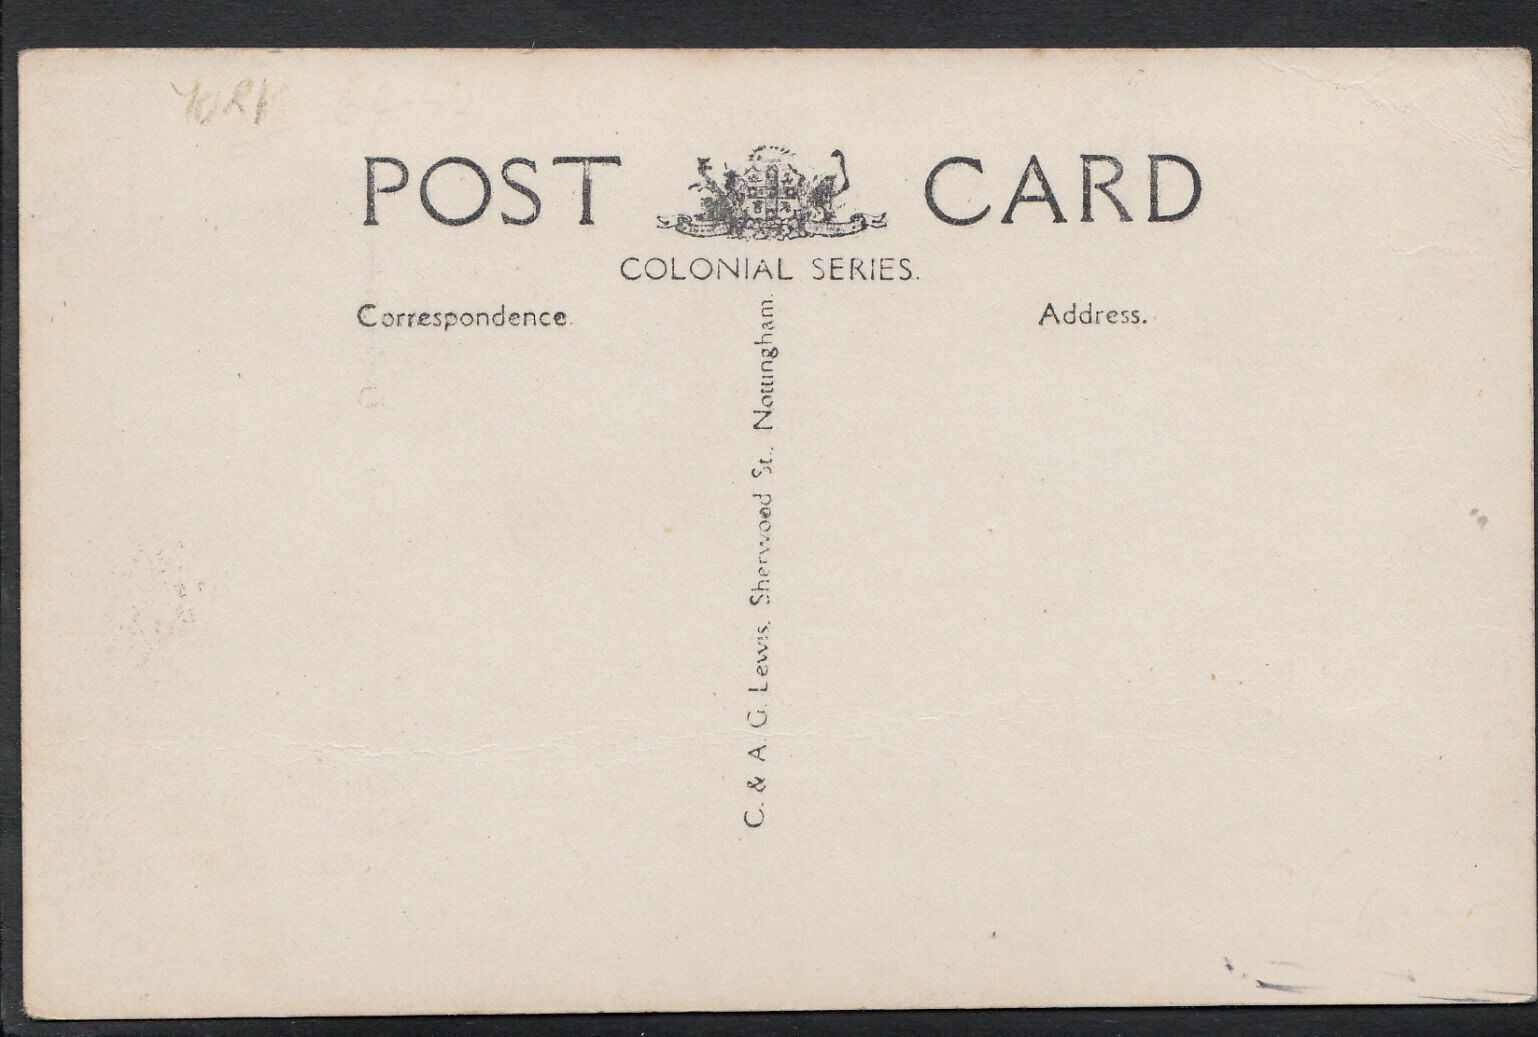 YORK
POST CARD
COLONIAL SERIES.
Correspondence.
Address.
C. & A. G. Lewis, Sherwood St., Nottingham.